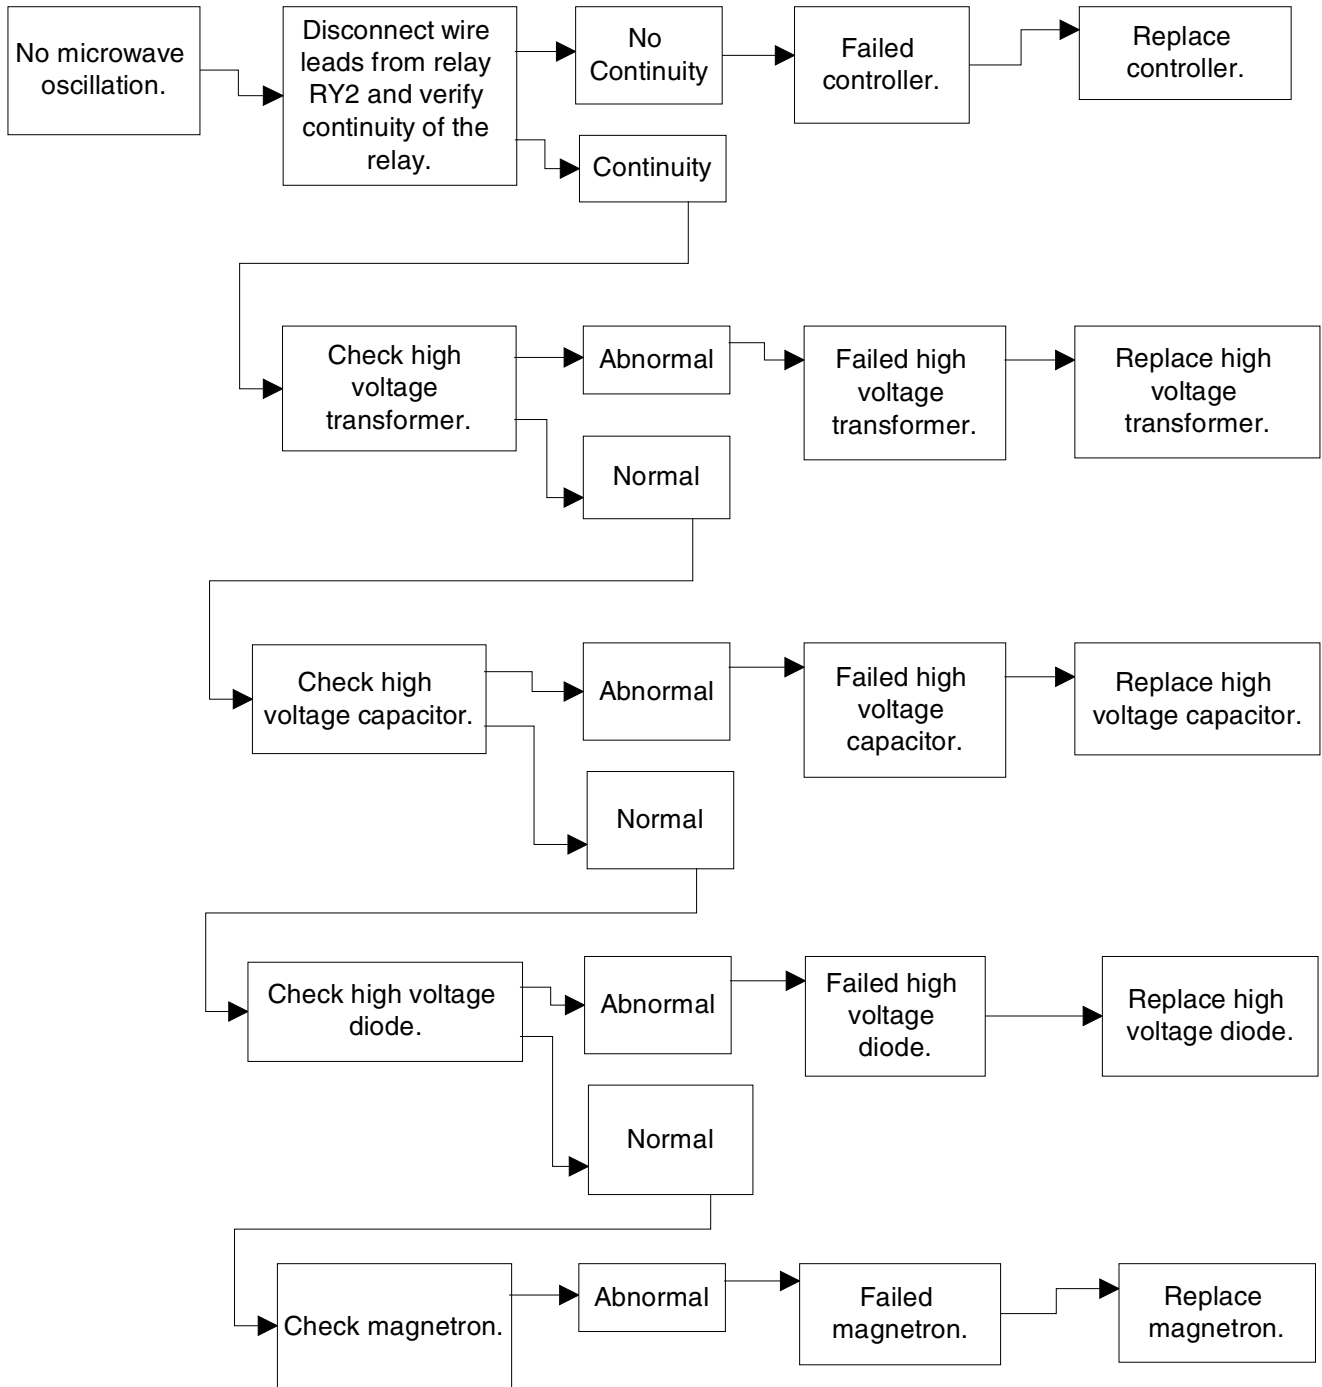 No microwave
oscillation.
Disconnect wire
leads from relay
RY2 and verify
continuity of the
relay.
No
Continuity
Failed
controller.
Replace
controller.
Continuity
Check high
voltage
transformer.
Abnormal
Failed high
voltage
transformer.
Replace high
voltage
transformer.
Normal
Check high
voltage capacitor.
Abnormal
Failed high
voltage
capacitor.
Replace high
voltage capacitor.
Normal
Check high voltage
diode.
Abnormal
Failed high
voltage
diode.
Replace high
voltage diode.
Normal
Check magnetron.
Abnormal
Failed
magnetron.
Replace
magnetron.